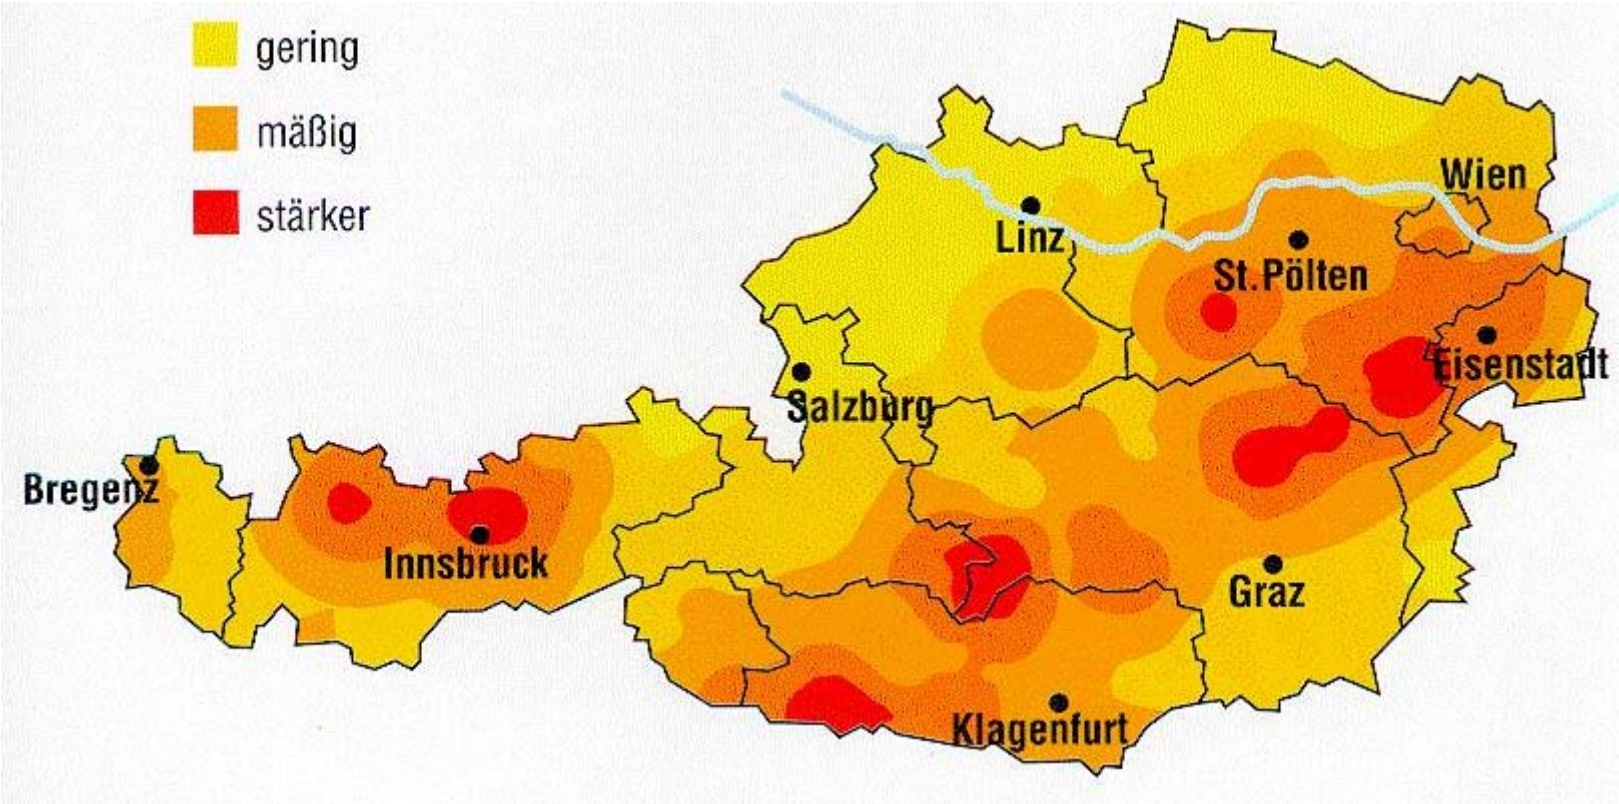 gering
mäßig
stärker
Wien
Linz
St.Pölten
Eisenstadt
Salzburg
Bregenz
Innsbruck
Graz
Klagenfurt